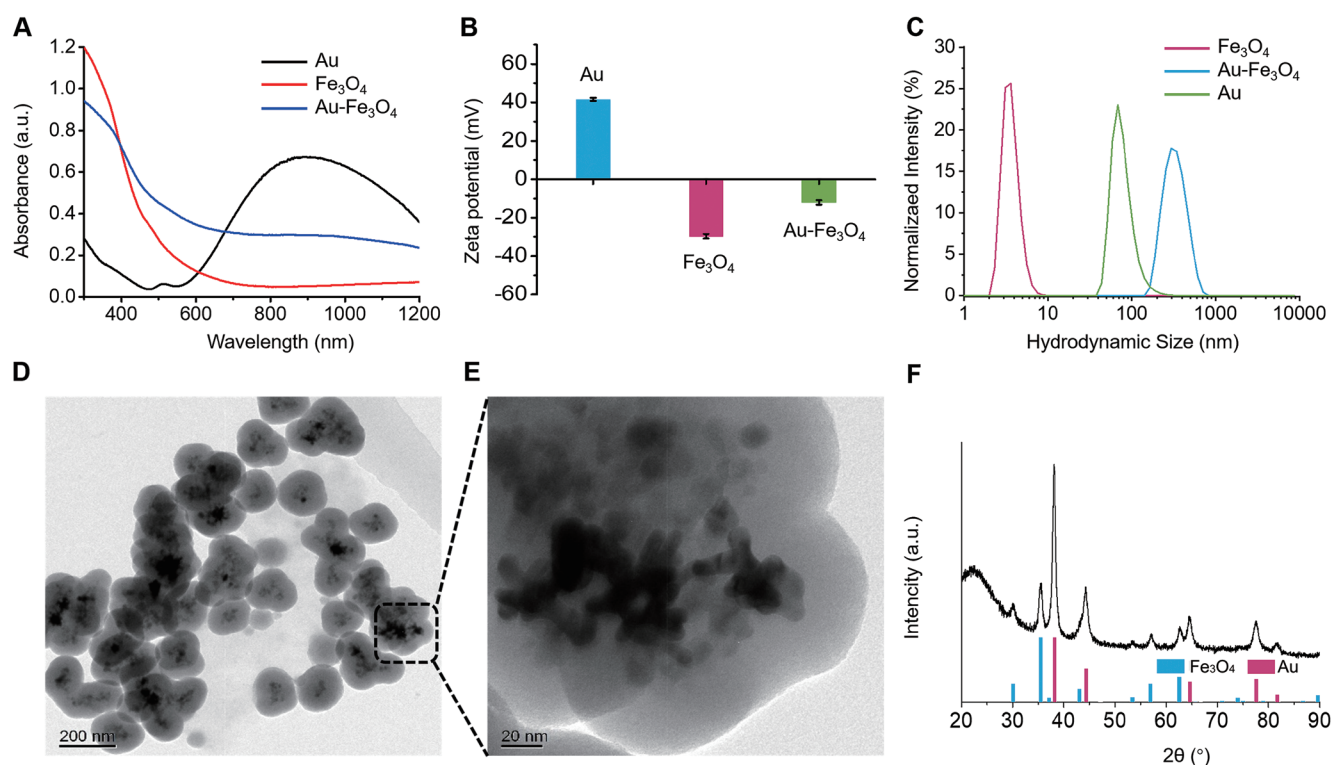 A
Absorbance (a.u.)
1.2
1.0
0.8
0.6
0.4
0.2
0.0
400 600 800 1000 1200
Wavelength (nm)
Au
Fe₃O₄
Au-Fe₃O₄
B
Zeta potential (mV)
60
40
20
0
-20
-40
-60
Au
Fe₃O₄
Au-Fe₃O₄
C
Normalizaed Intensity (%)
30
25
20
15
10
5
0
1 10 100 1000 10000
Hydrodynamic Size (nm)
Fe₃O₄
Au-Fe₃O₄
Au
D
200 nm
E
20 nm
F
Intencity (a.u.)
Fe₃O₄ Au
20 30 40 50 60 70 80 90
2θ (°)